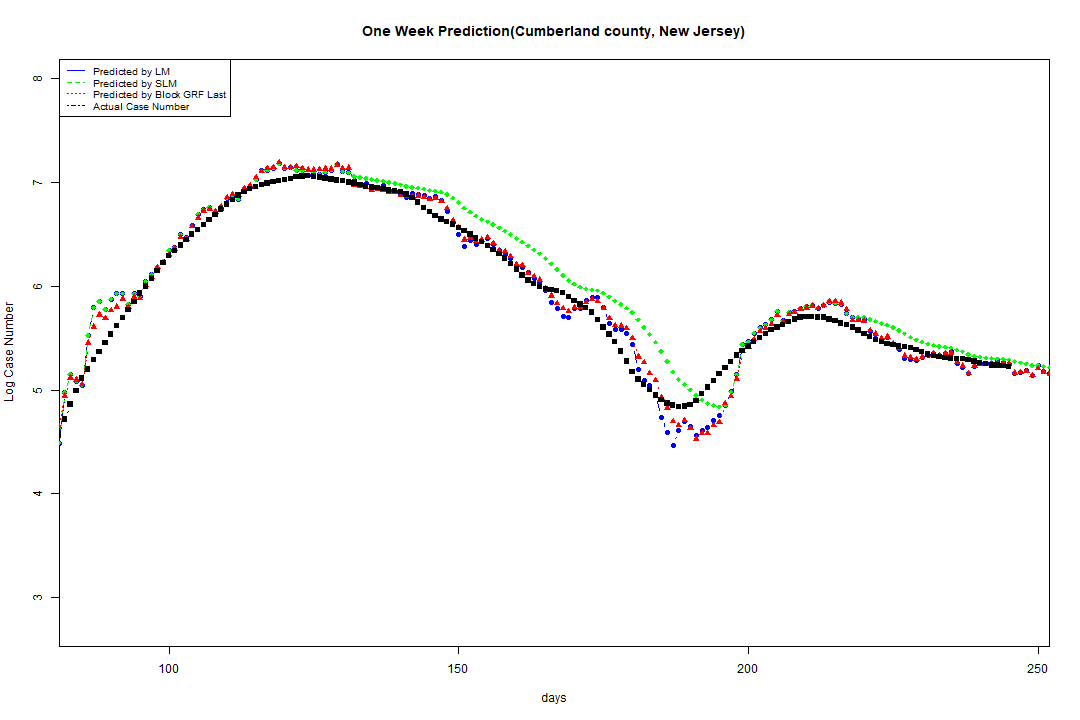 One Week Prediction(Cumberland county, New Jersey)
Predicted by LM
Predicted by SLM
Predicted by Block GRF Last
Actual Case Number
8
7
6
5
4
3
Log Case Number
100 150 200 250
days